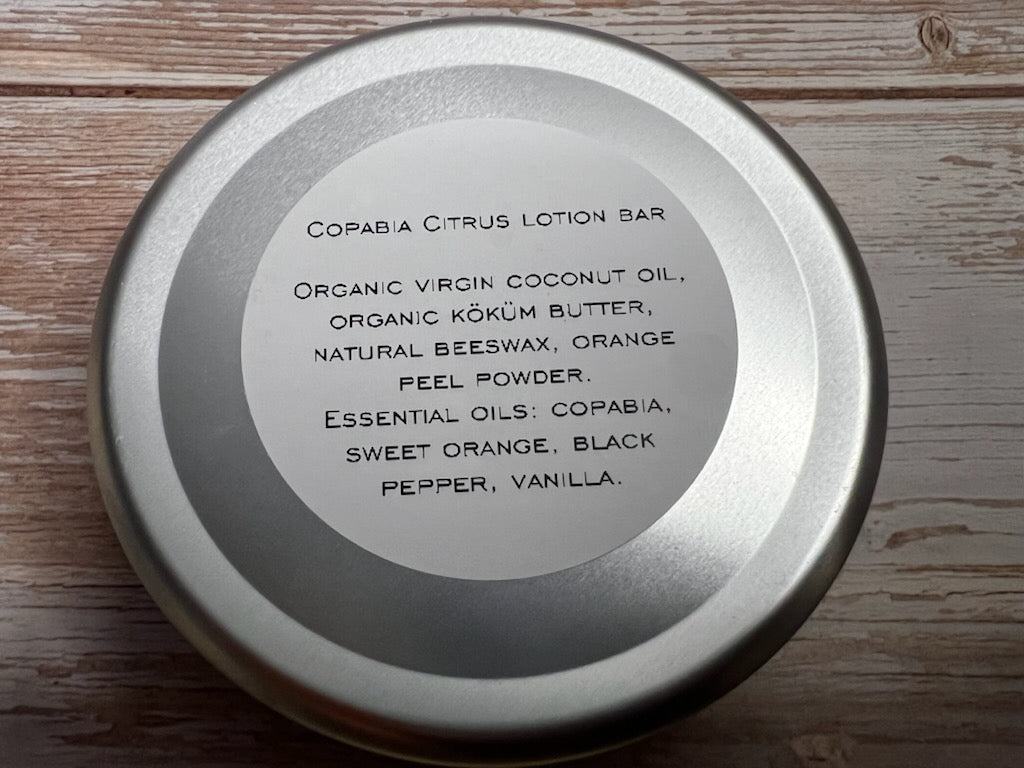 Copabia Citrus lotion bar
Organic virgin coconut oil,
organic köküm butter,
natural beeswax, orange
peel powder.
Essential oils: copabia,
sweet orange, black
pepper, vanilla.